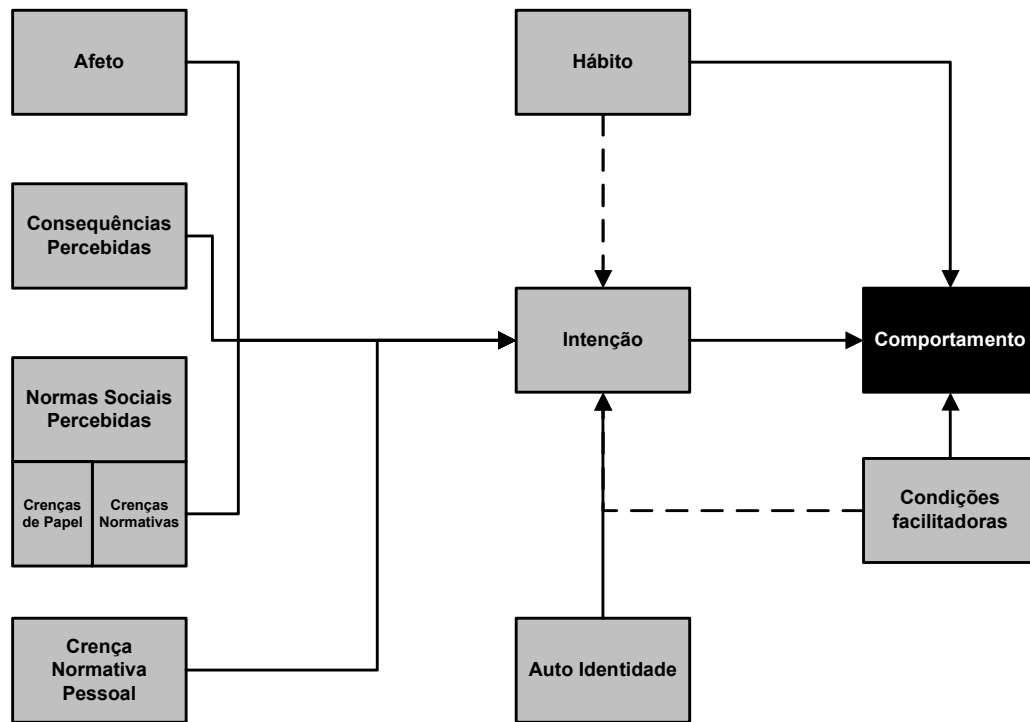 Afeto
Hábito
Consequências
Percebidas
Intenção
Comportamento
Normas Sociais
Percebidas
Crenças
de Papel
Crenças
Normativas
Condições
facilitadoras
Crença
Normativa
Pessoal
Auto Identidade